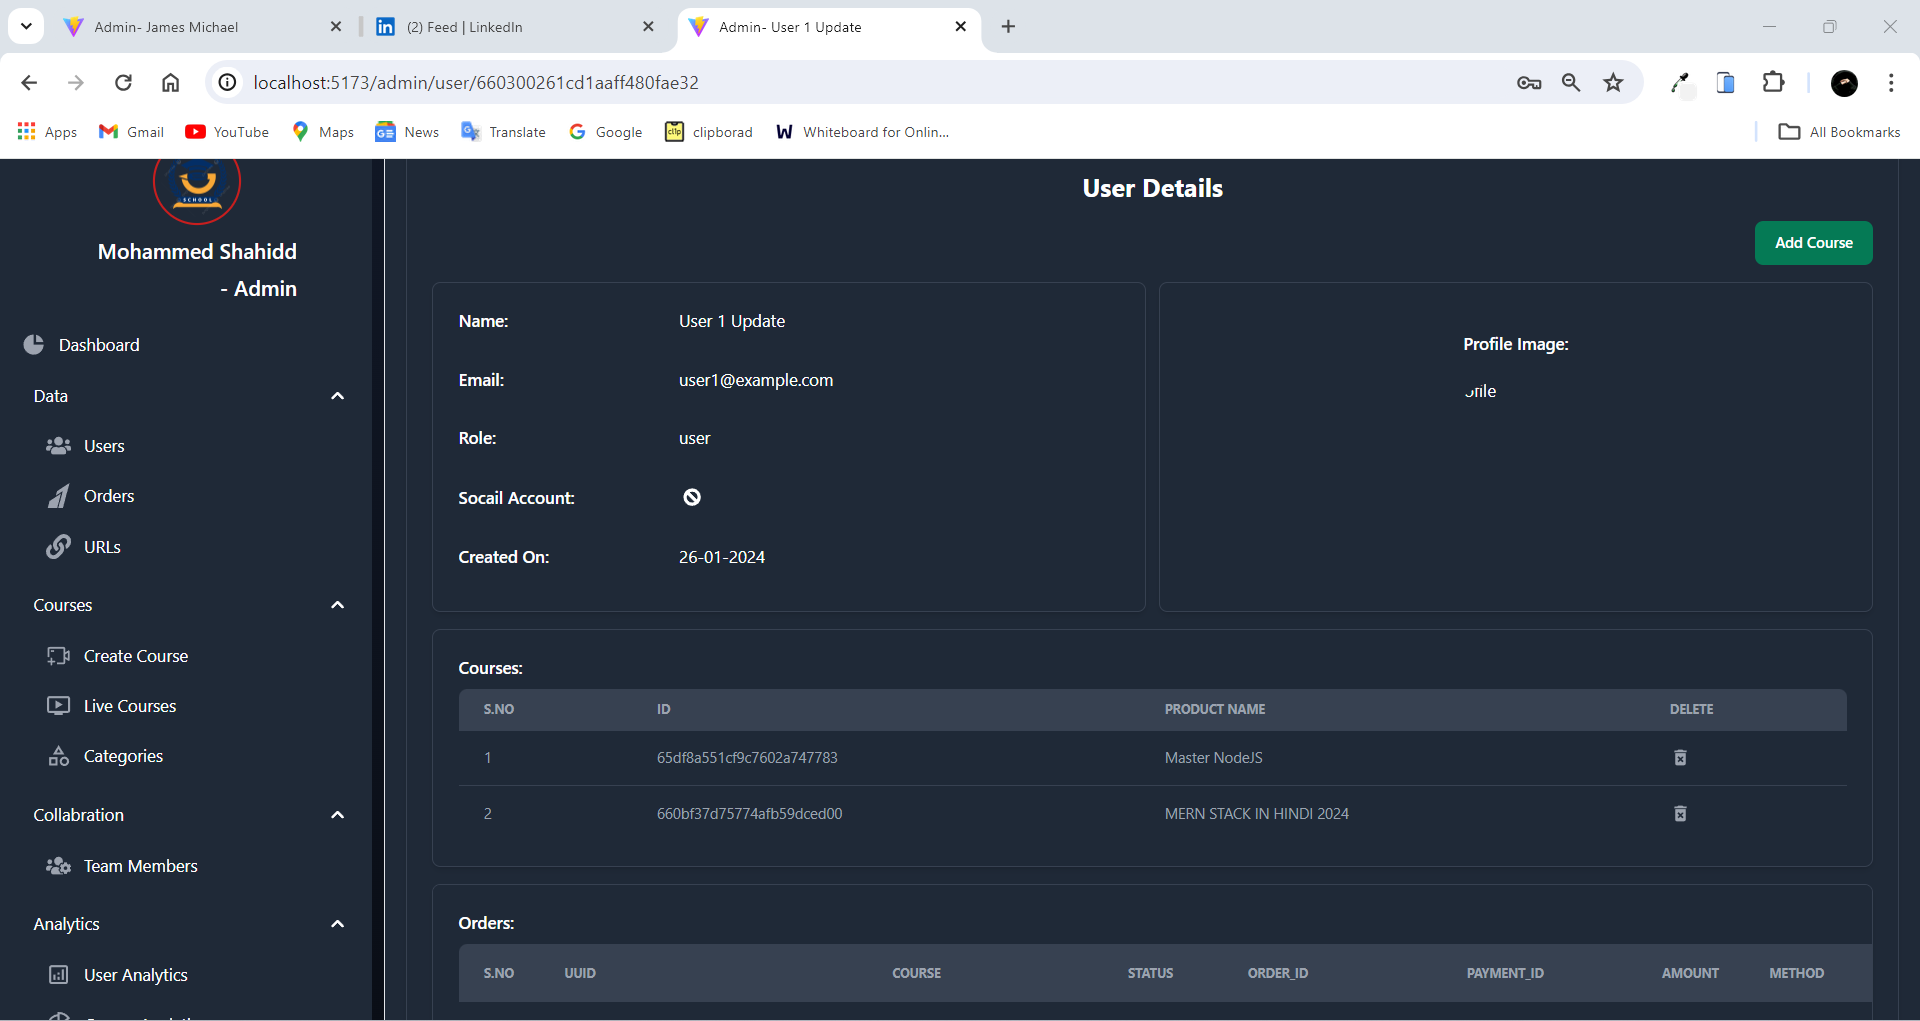 Admin- James Michael
(2) Feed | LinkedIn
Admin- User 1 Update
localhost:5173/admin/user/660300261cd1aaff480fae32
Apps
Gmail
YouTube
Maps
News
Translate
Google
clipborad
Whiteboard for Onlin...
All Bookmarks
SCHOOL
Mohammed Shahidd
- Admin
Dashboard
Data
Users
Orders
URLs
Courses
Create Course
Live Courses
Categories
Collabration
Team Members
Analytics
User Analytics
User Details
Add Course
Name: User 1 Update
Email: user1@example.com
Role: user
Socail Account:
Created On: 26-01-2024
Profile Image:
Courses:
S.NO ID PRODUCT NAME DELETE
1 65df8a551cf9c7602a747783 Master NodeJS
2 660bf37d75774afb59dced00 MERN STACK IN HINDI 2024
Orders:
S.NO UUID COURSE STATUS ORDER_ID PAYMENT_ID AMOUNT METHOD